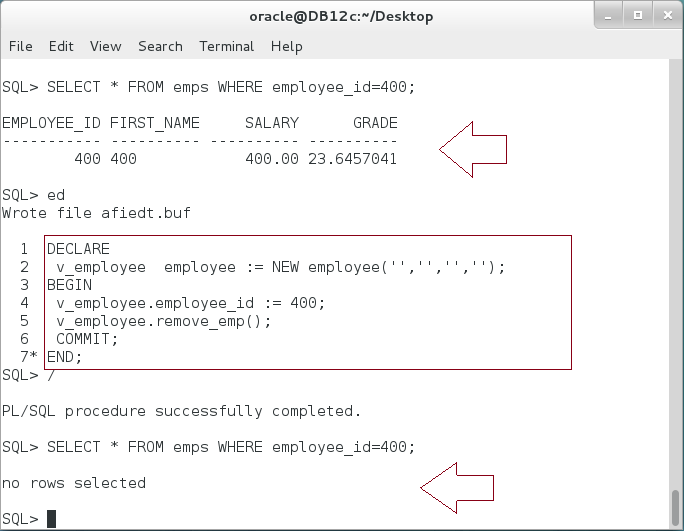 oracle@DB12c:~/Desktop
File Edit View Search Terminal Help
SQL> SELECT * FROM emps WHERE employee_id=400;
EMPLOYEE_ID FIRST_NAME     SALARY      GRADE
----------- ---------- ---------- ----------
        400 400            400.00 23.6457041
SQL> ed
Wrote file afiedt.buf
  1  DECLARE
  2   v_employee  employee := NEW employee('','','','');
  3  BEGIN
  4   v_employee.employee_id := 400;
  5   v_employee.remove_emp();
  6   COMMIT;
  7* END;
SQL> /
PL/SQL procedure successfully completed.
SQL> SELECT * FROM emps WHERE employee_id=400;
no rows selected
SQL>